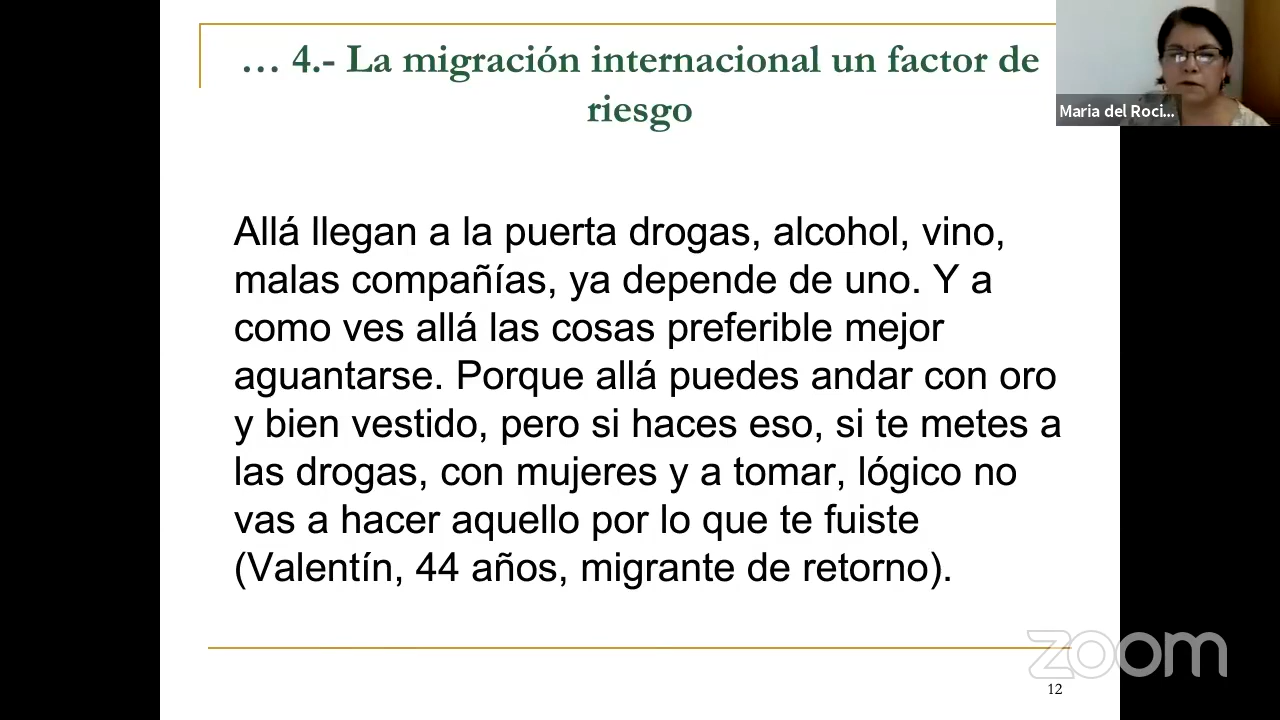 … 4.- La migración internacional un factor de
riesgo
Maria del Roci...
Allá llegan a la puerta drogas, alcohol, vino,
malas compañías, ya depende de uno. Y a
como ves allá las cosas preferible mejor
aguantarse. Porque allá puedes andar con oro
y bien vestido, pero si haces eso, si te metes a
las drogas, con mujeres y a tomar, lógico no
vas a hacer aquello por lo que te fuiste
(Valentín, 44 años, migrante de retorno).
zoom
12